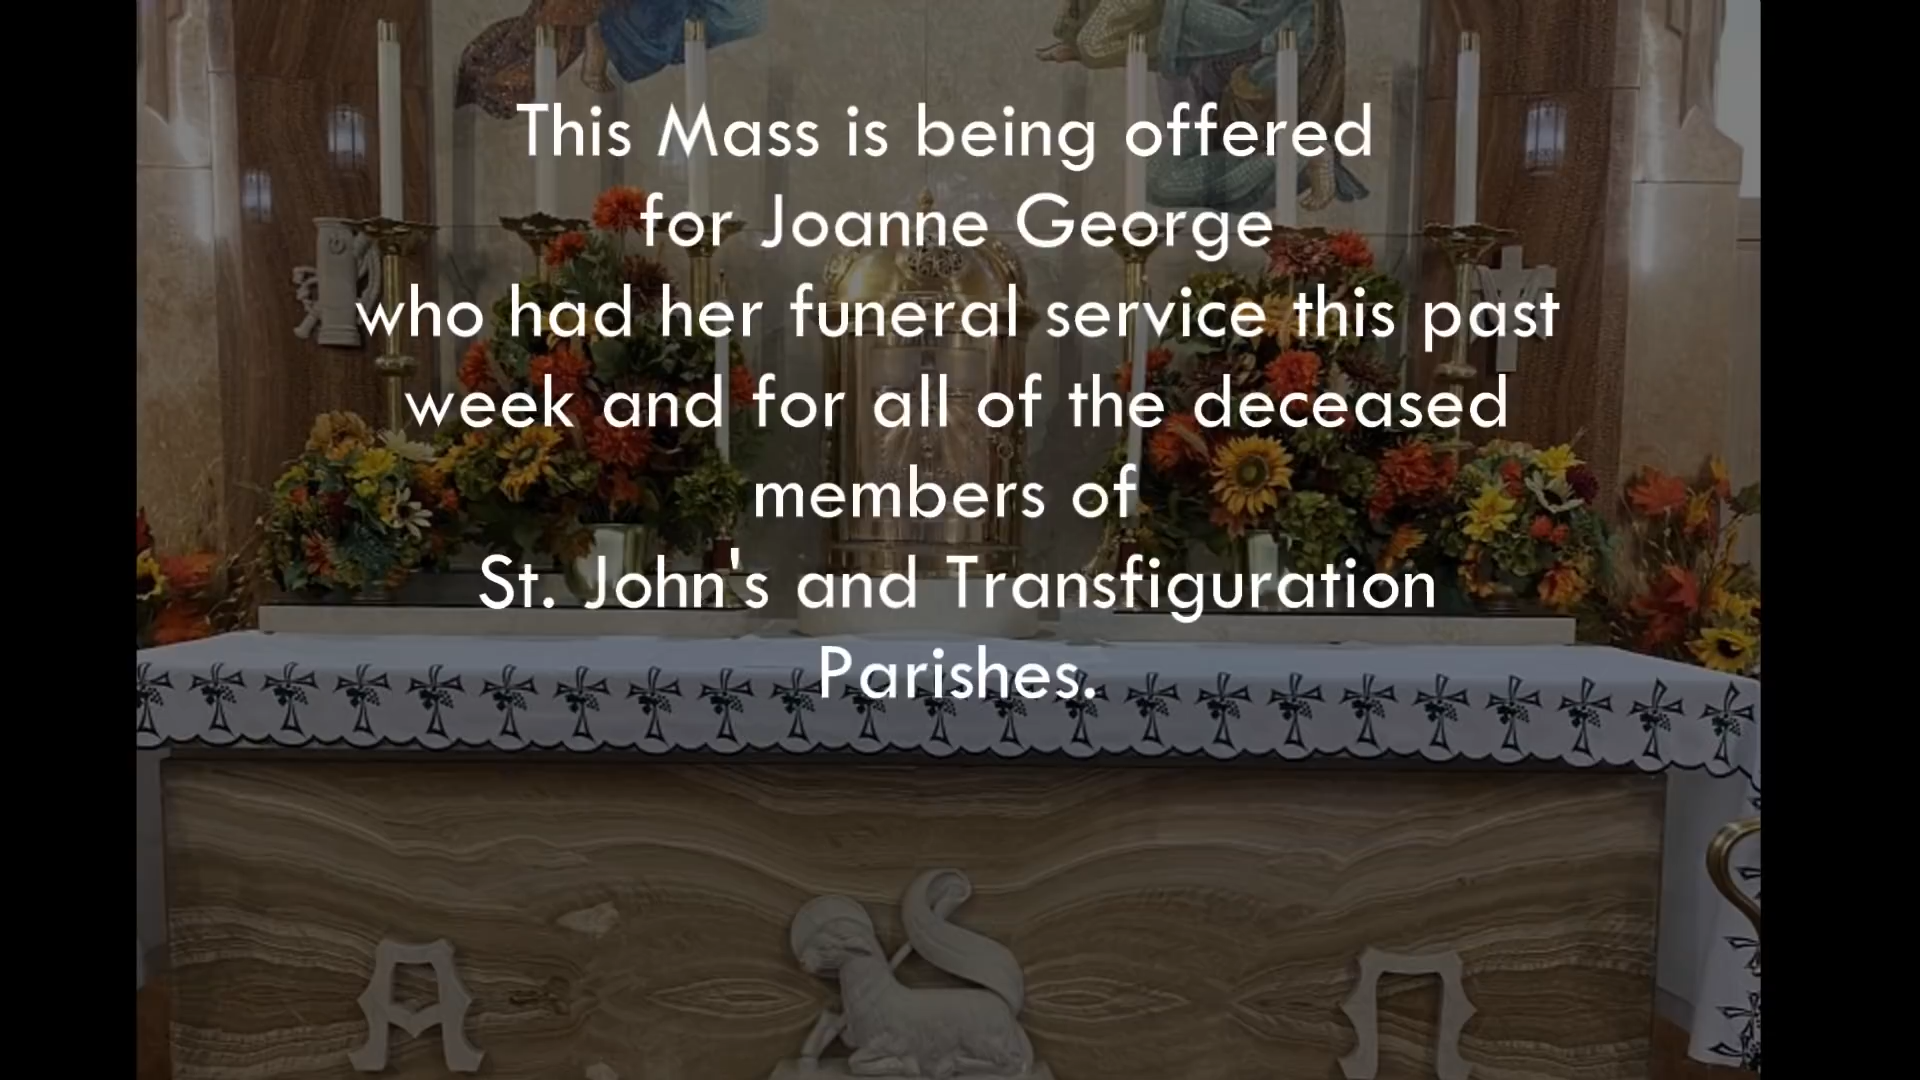 This Mass is being offered
for Joanne George
who had her funeral service this past
week and for all of the deceased
members of
St. John's and Transfiguration
Parishes.